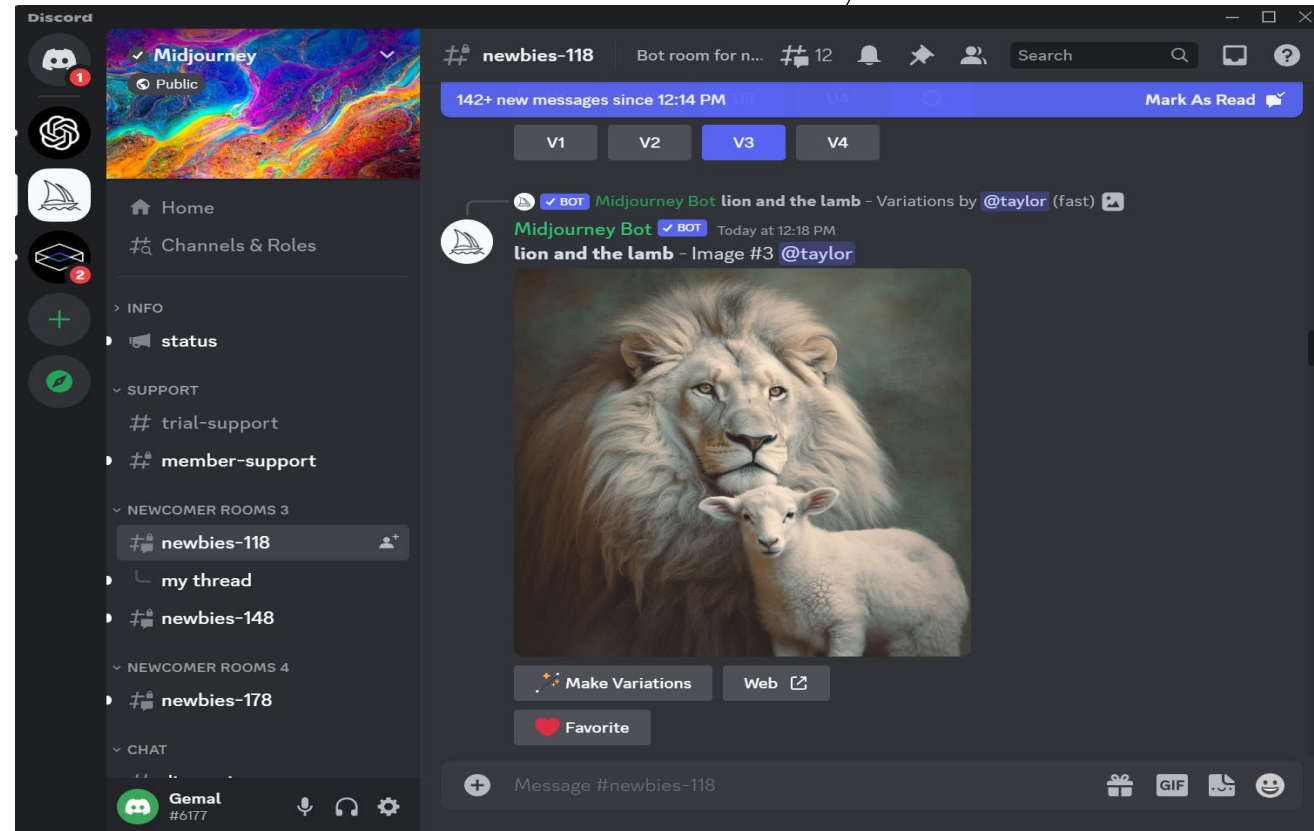 Discord
1
2
Midjourney
Public
Home
Channels & Roles
INFO
status
SUPPORT
trial-support
member-support
NEWCOMER ROOMS 3
newbies-118
my thread
newbies-148
NEWCOMER ROOMS 4
newbies-178
CHAT
Gemal
#6177
newbies-118
Bot room for n...
12
Search
142+ new messages since 12:14 PM
Mark As Read
V1 V2 V3 V4
BOT Midjourney Bot lion and the lamb - Variations by @taylor (fast)
Midjourney Bot BOT Today at 12:18 PM
lion and the lamb - Image #3 @taylor
Make Variations
Web
Favorite
Message #newbies-118
GIF